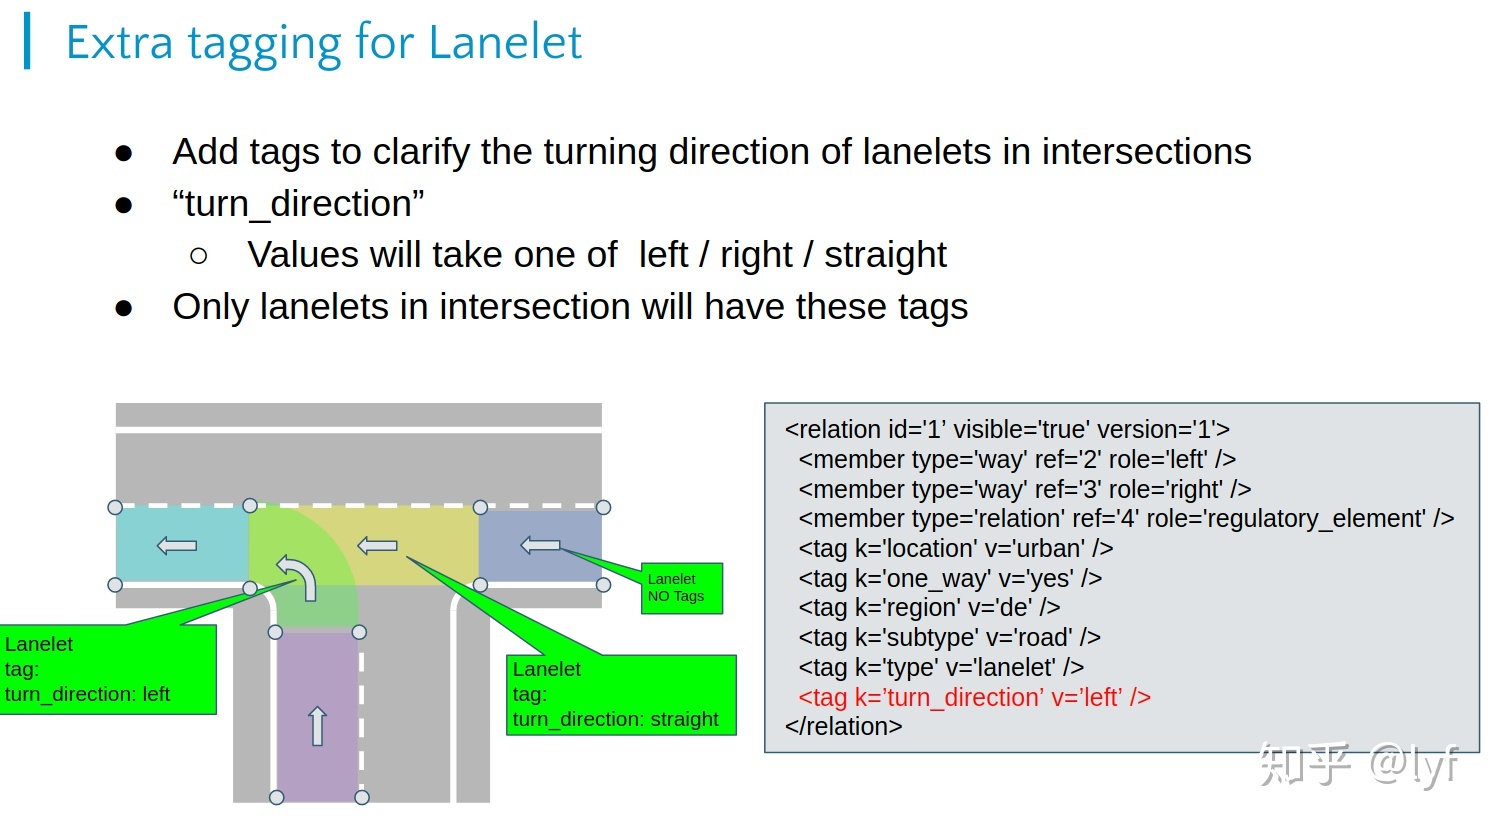 Extra tagging for Lanelet
● Add tags to clarify the turning direction of lanelets in intersections
● “turn_direction”
○ Values will take one of left / right / straight
● Only lanelets in intersection will have these tags
Lanelet
NO Tags
Lanelet
tag:
turn_direction: left
Lanelet
tag:
turn_direction: straight
<relation id='1’ visible='true' version='1'>
<member type='way' ref='2' role='left' />
<member type='way' ref='3' role='right' />
<member type='relation' ref='4' role='regulatory_element' />
<tag k='location' v='urban' />
<tag k='one_way' v='yes' />
<tag k='region' v='de' />
<tag k='subtype' v='road' />
<tag k='type' v='lanelet' />
<tag k=’turn_direction’ v=’left’ />
</relation>
知乎 @lyf